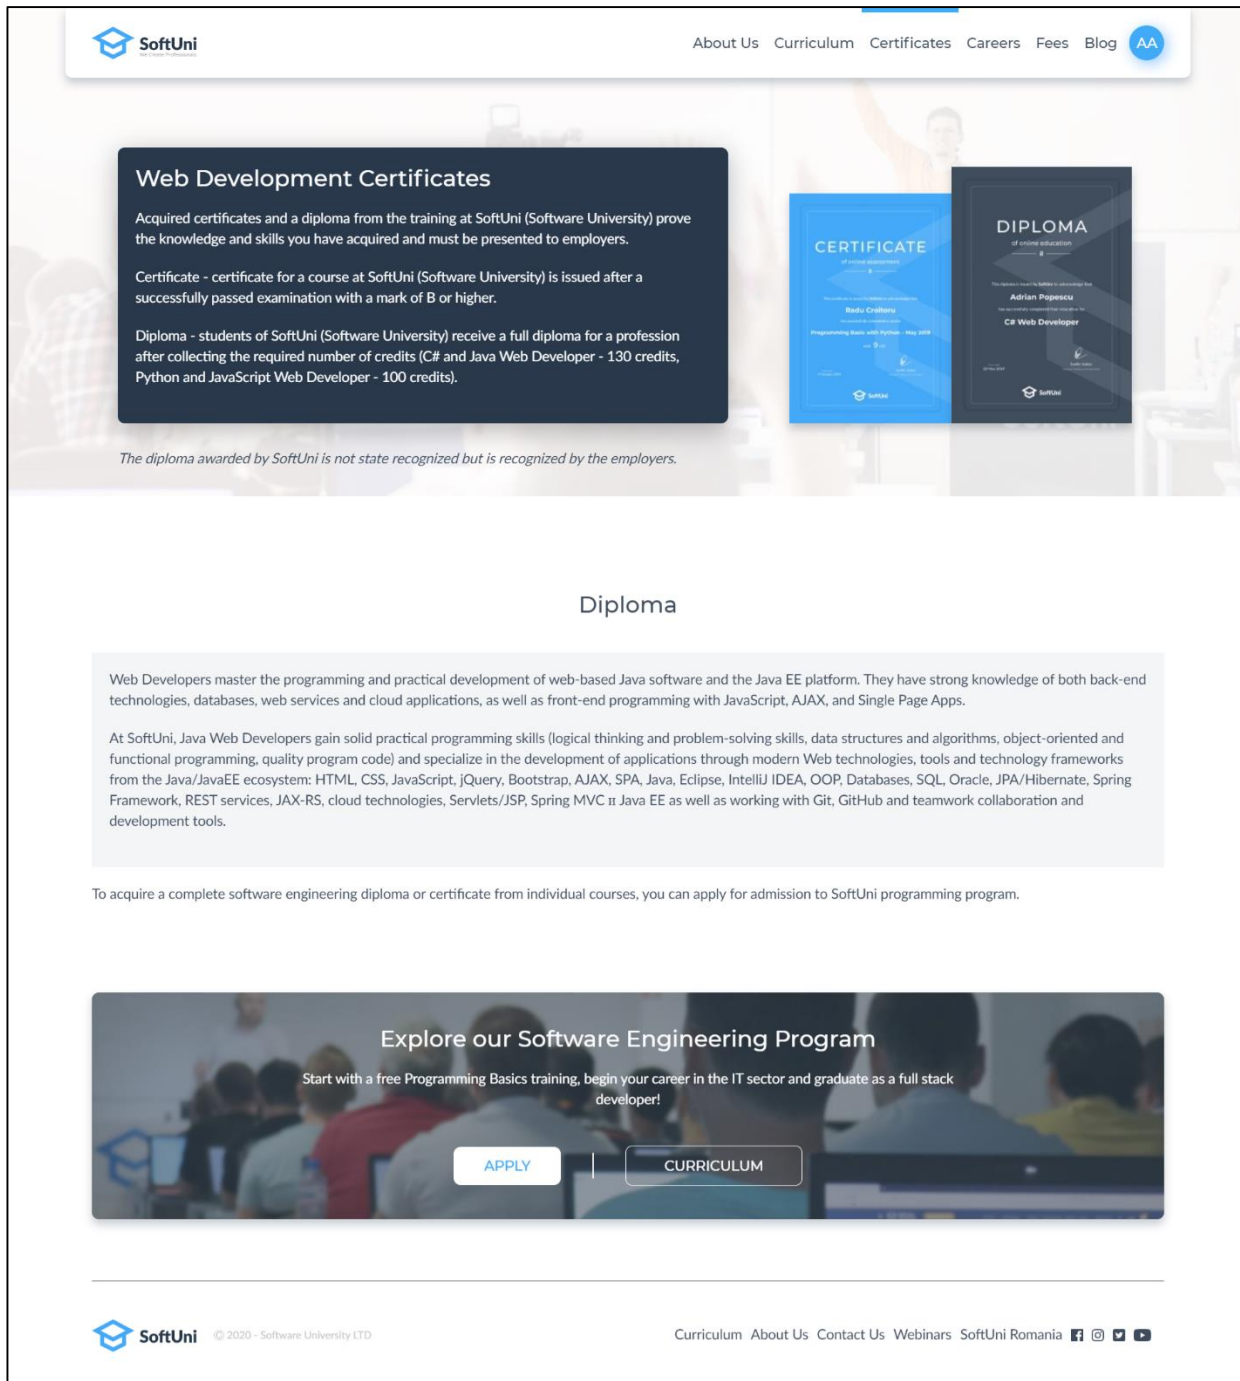 SoftUni
About Us Curriculum Certificates Careers Fees Blog AA
Web Development Certificates
Acquired certificates and a diploma from the training at SoftUni (Software University) prove
the knowledge and skills you have acquired and must be presented to employers.
Certificate - certificate for a course at SoftUni (Software University) is issued after a
successfully passed examination with a mark of B or higher.
Diploma - students of SoftUni (Software University) receive a full diploma for a profession
after collecting the required number of credits (C# and Java Web Developer - 130 credits,
Python and JavaScript Web Developer - 100 credits).
CERTIFICATE
of online assessment
Radu Croitoru
Programming Basic with Python - May 2019
SoftUni
DIPLOMA
of online education
Adrian Popescu
C# Web Developer
SoftUni
The diploma awarded by SoftUni is not state recognized but is recognized by the employers.
Diploma
Web Developers master the programming and practical development of web-based Java software and the Java EE platform. They have strong knowledge of both back-end
technologies, databases, web services and cloud applications, as well as front-end programming with JavaScript, AJAX, and Single Page Apps.
At SoftUni, Java Web Developers gain solid practical programming skills (logical thinking and problem-solving skills, data structures and algorithms, object-oriented and
functional programming, quality program code) and specialize in the development of applications through modern Web technologies, tools and technology frameworks
from the Java/JavaEE ecosystem: HTML, CSS, JavaScript, jQuery, Bootstrap, AJAX, SPA, Java, Eclipse, IntelliJ IDEA, OOP, Databases, SQL, Oracle, JPA/Hibernate, Spring
Framework, REST services, JAX-RS, cloud technologies, Servlets/JSP, Spring MVC и Java EE as well as working with Git, GitHub and teamwork collaboration and
development tools.
To acquire a complete software engineering diploma or certificate from individual courses, you can apply for admission to SoftUni programming program.
Explore our Software Engineering Program
Start with a free Programming Basics training, begin your career in the IT sector and graduate as a full stack
developer!
APPLY CURRICULUM
SoftUni © 2020 - Software University LTD
Curriculum About Us Contact Us Webinars SoftUni Romania